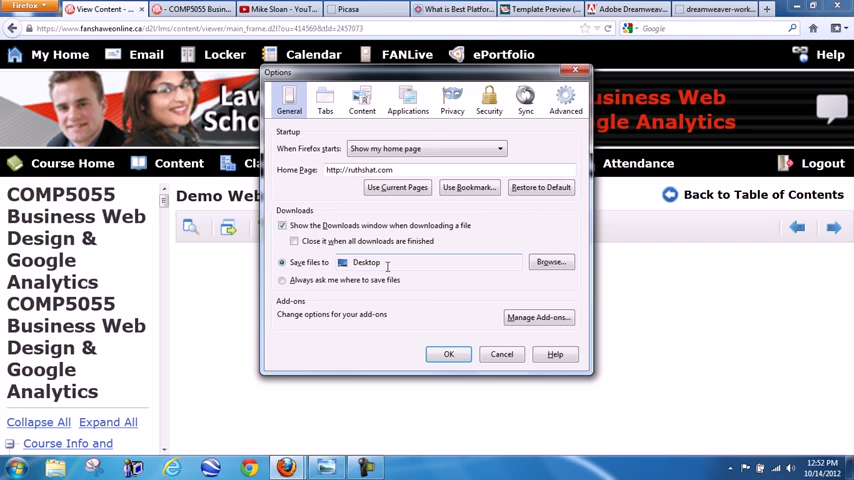 Firefox
View Content - ...
- COMP5055 Busin...
Mike Sloan - YouT...
Picasa
What is Best Platfor...
Template Preview (...
Adobe Dreamweav...
dreamweaver-work...
www.fanshaweonline.ca/d2l/lms/content/viewer/main_frame.d2l?ou=414569&tId=2457073
Google
My Home
Email
Locker
Calendar
FANLive
ePortfolio
Help
Options
General
Tabs
Content
Applications
Privacy
Security
Sync
Advanced
Law
Scho
usiness Web
Google Analytics
Startup
When Firefox starts:
Show my home page
Home Page:
http://ruthshat.com
Use Current Pages
Use Bookmark...
Restore to Default
Course Home
Content
Cla
Attendance
Logout
COMP5055
Business Web
Design &
Google
Analytics
COMP5055
Business Web
Design &
Google
Analytics
Collapse All
Expand All
Course Info and
Demo Web
Back to Table of Contents
Downloads
Show the Downloads window when downloading a file
Close it when all downloads are finished
Save files to
Desktop
Browse...
Always ask me where to save files
Add-ons
Change options for your add-ons
Manage Add-ons...
OK
Cancel
Help
12:52 PM
10/14/2012